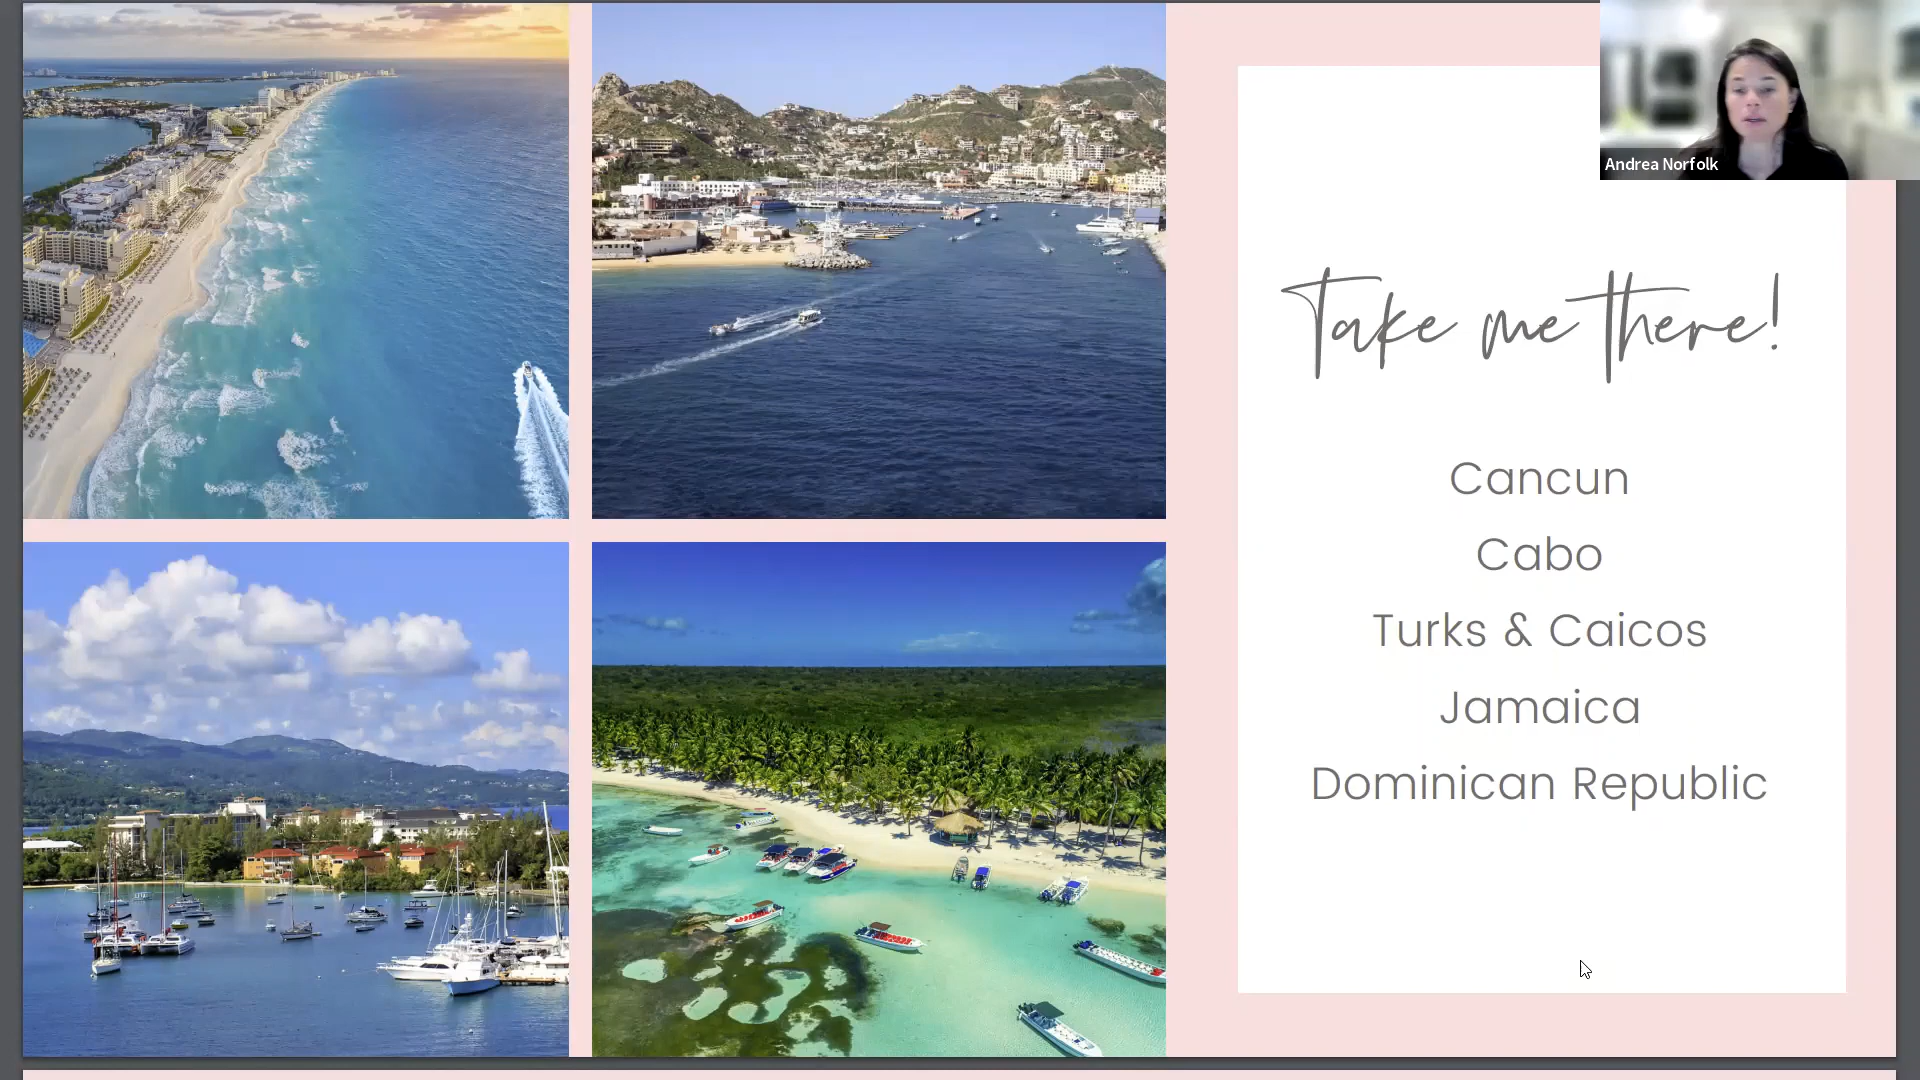 Andrea Norfolk
Take me there!
Cancun
Cabo
Turks & Caicos
Jamaica
Dominican Republic